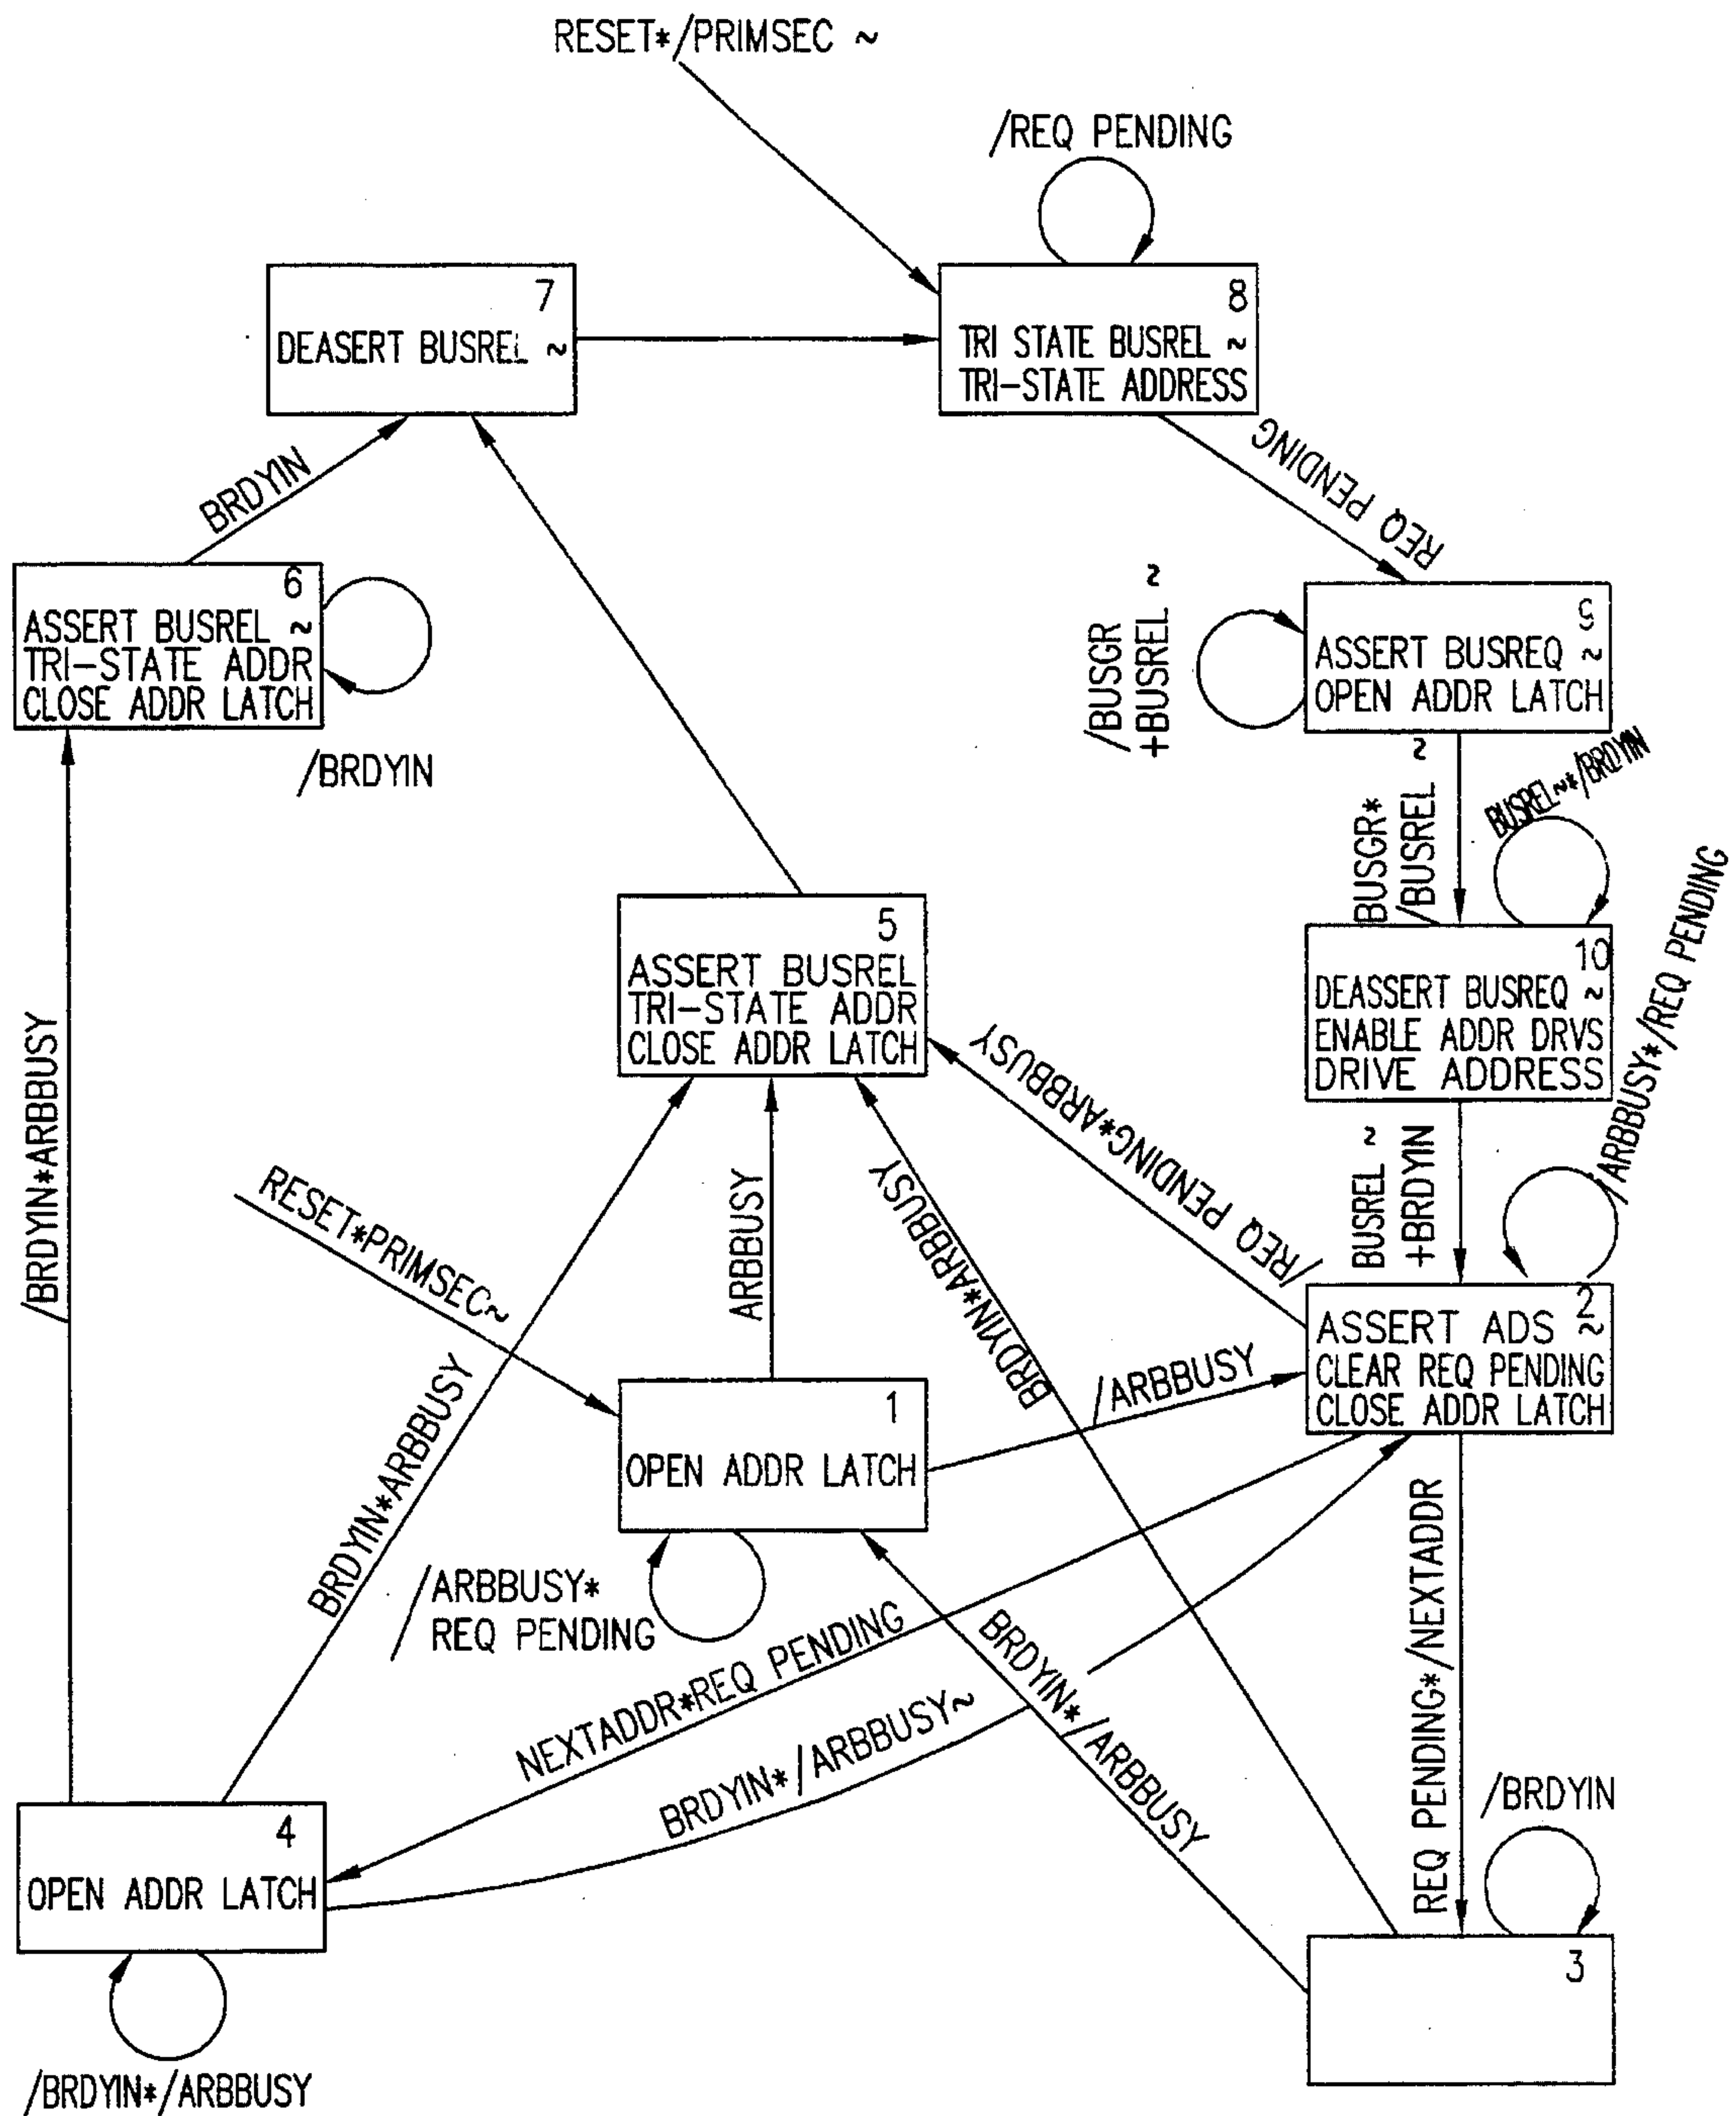 RESET*/PRIMSEC ~
/REQ PENDING
7
DEASERT BUSREL ~
8
TRI STATE BUSREL ~
TRI-STATE ADDRESS
REQ PENDING
BRDYIN
6
ASSERT BUSREL ~
TRI-STATE ADDR
CLOSE ADDR LATCH
/BRDYIN
/BUSGR
+BUSREL ~
9
ASSERT BUSREQ ~
OPEN ADDR LATCH
BUSGR*
/BUSREL ~
BUSREL~*/BRDYIN
5
ASSERT BUSREL
TRI-STATE ADDR
CLOSE ADDR LATCH
10
DEASSERT BUSREQ ~
ENABLE ADDR DRVS
DRIVE ADDRESS
/ARBBUSY*/REQ PENDING
/BRDYIN*ARBBUSY
RESET*PRIMSEC~
BRDYIN*ARBBUSY
ARBBUSY
BRDYIN*ARBBUSY
/REQ PENDING*ARBBUSY
BUSREL ~
+BRDYIN
1
OPEN ADDR LATCH
/ARBBUSY
2
ASSERT ADS ~
CLEAR REQ PENDING
CLOSE ADDR LATCH
/ARBBUSY*
REQ PENDING
NEXTADDR*REQ PENDING
BRDYIN*/ARBBUSY~
BRDYIN*/ARBBUSY
REQ PENDING*/NEXTADDR
/BRDYIN
4
OPEN ADDR LATCH
3
/BRDYIN*/ARBBUSY